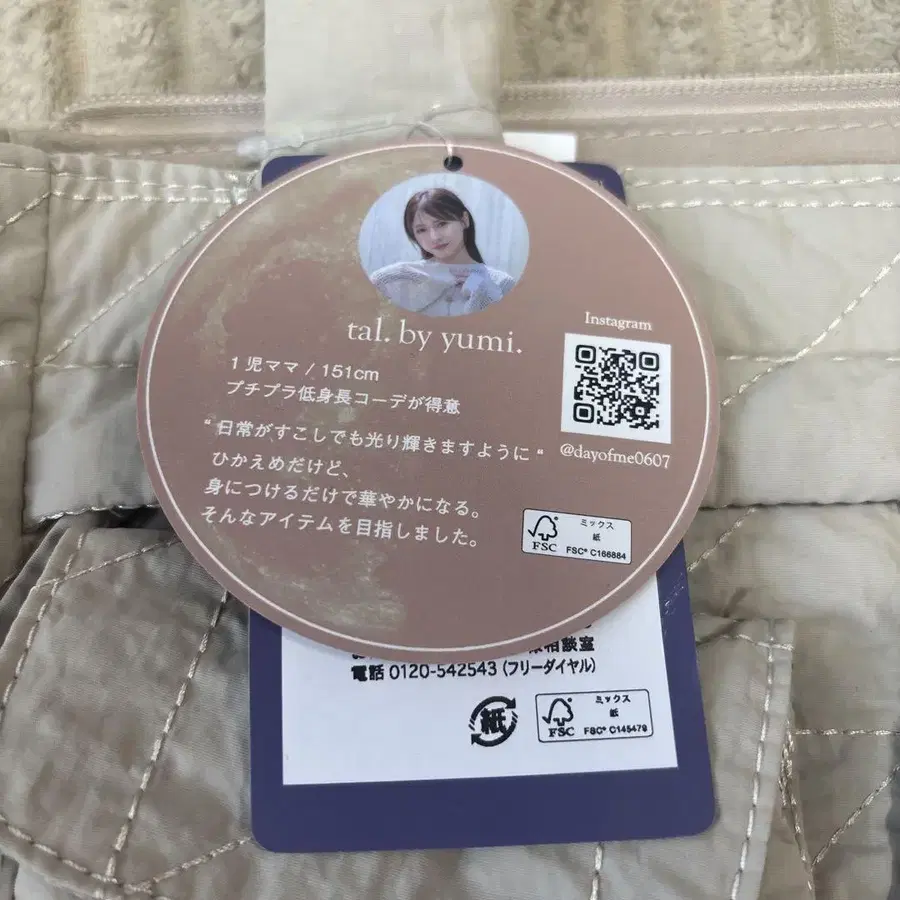 tal. by yumi.
1児ママ / 151cm
プチプラ低身長コーデが得意
“ 日常がすこしでも光り輝きますように “
ひかえめだけど、
身につけるだけで華やかになる。
そんなアイテムを目指しました。
Instagram
@dayofme0607
ミックス
紙
FSC
FSC® C166884
相談室
電話 0120-542543 (フリーダイヤル)
紙
ミックス
紙
FSC
FSC® C145479